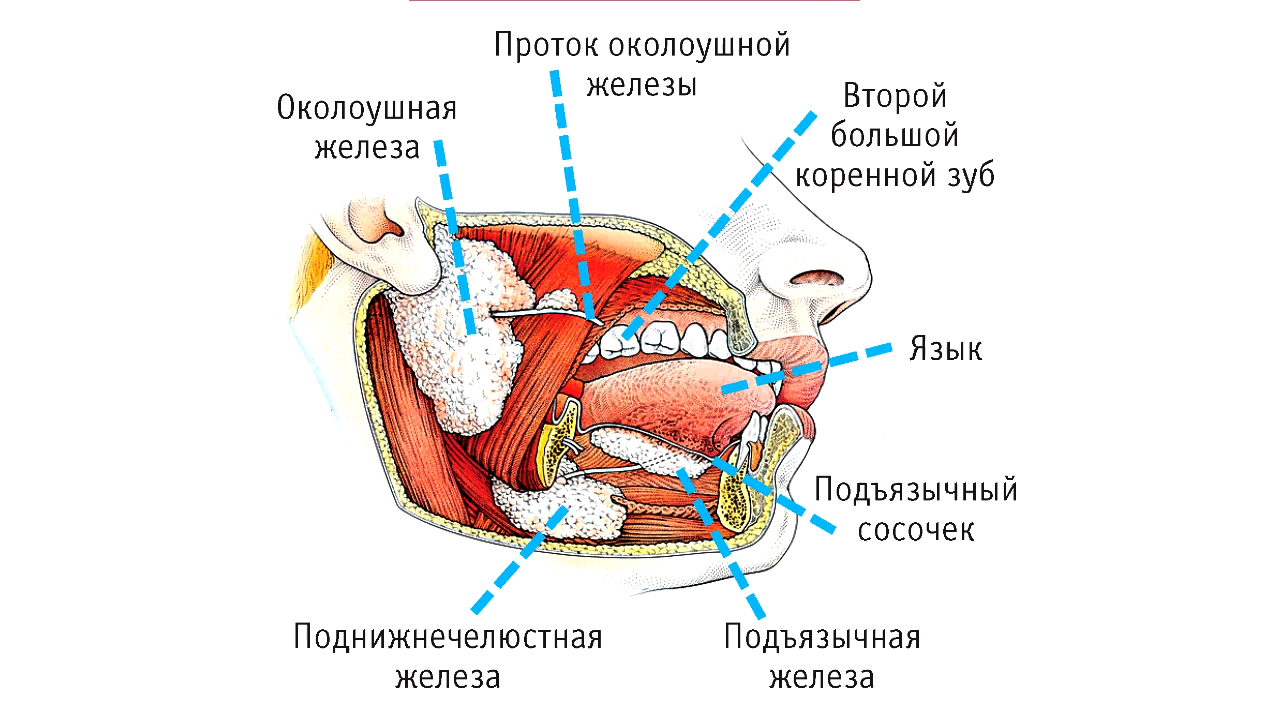 Проток околоушной
железы
Околоушная
железа
Второй
большой
коренной зуб
Язык
Подъязычный
сосочек
Поднижнечелюстная
железа
Подъязычная
железа